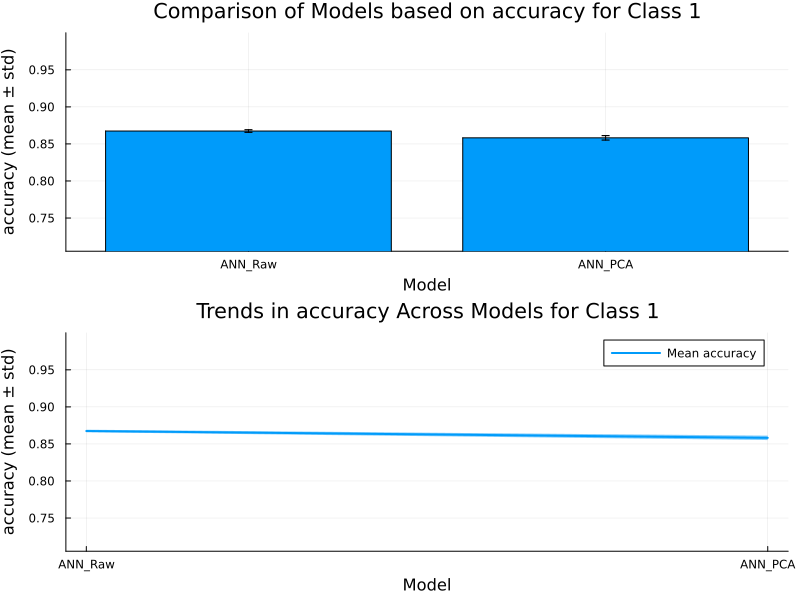 Comparison of Models based on accuracy for Class 1
accuracy (mean ± std)
0.95
0.90
0.85
0.80
0.75
ANN_Raw
ANN_PCA
Model
Trends in accuracy Across Models for Class 1
accuracy (mean ± std)
Mean accuracy
0.95
0.90
0.85
0.80
0.75
ANN_Raw
ANN_PCA
Model